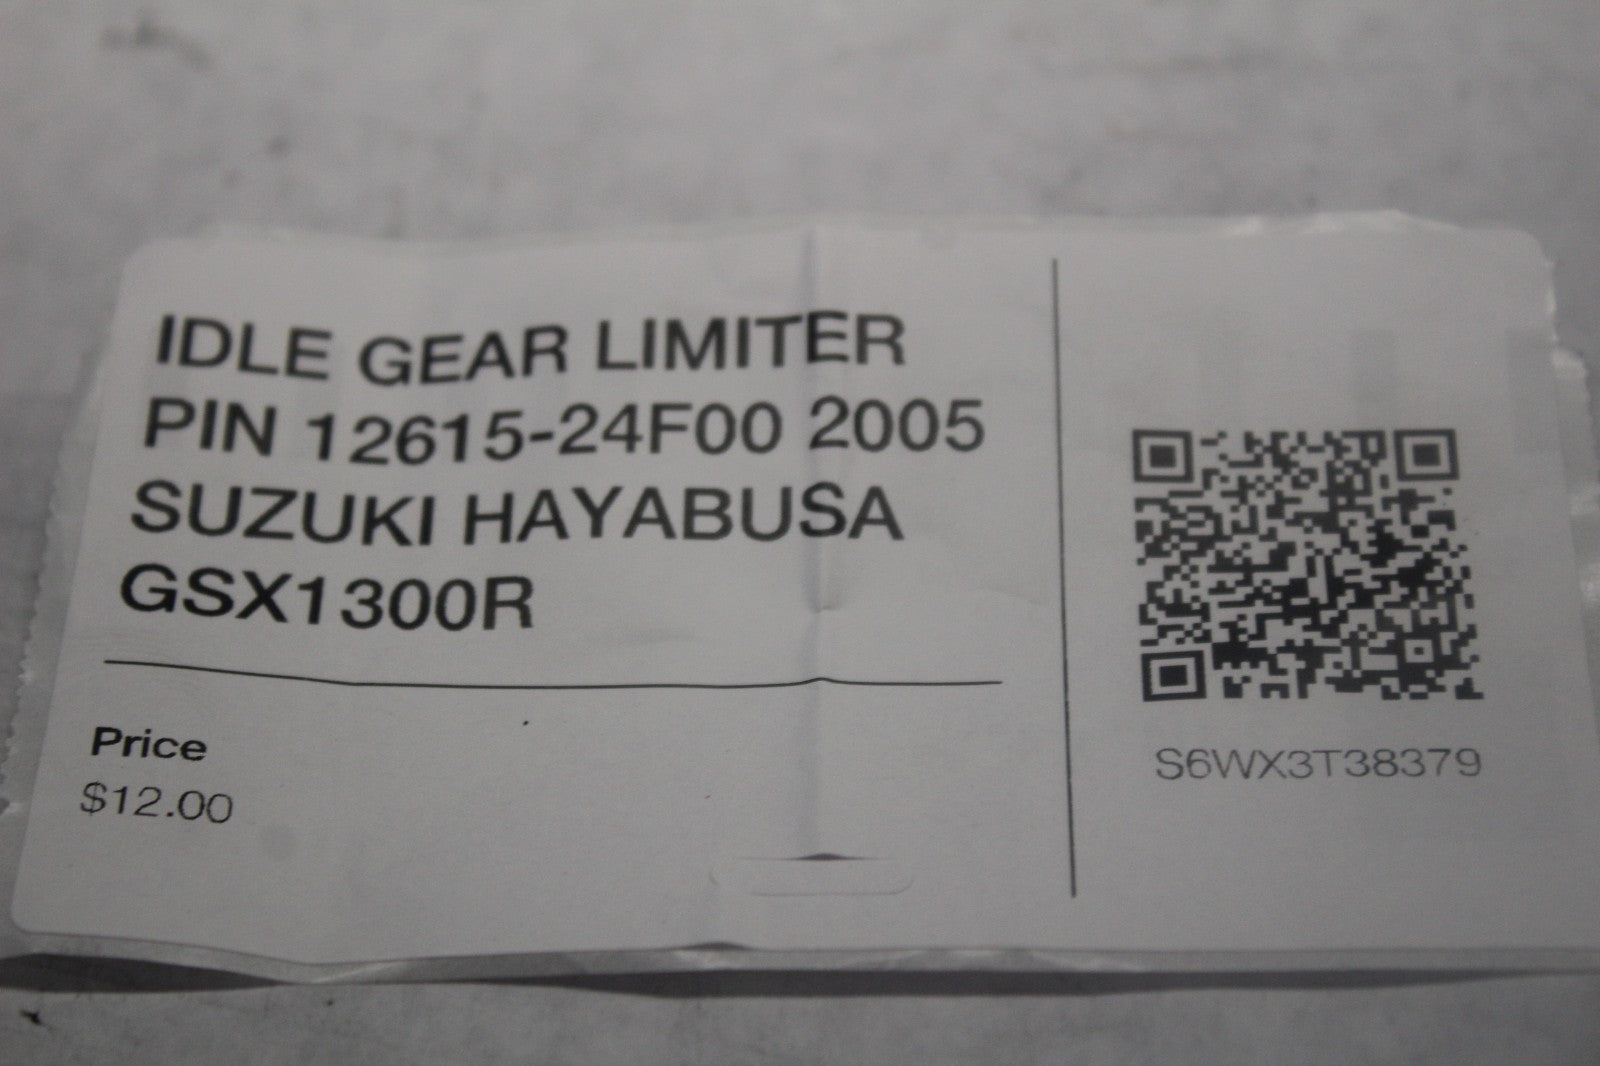 IDLE GEAR LIMITER
PIN 12615-24F00 2005
SUZUKI HAYABUSA
GSX1300R
Price
$12.00
S6WX3T38379